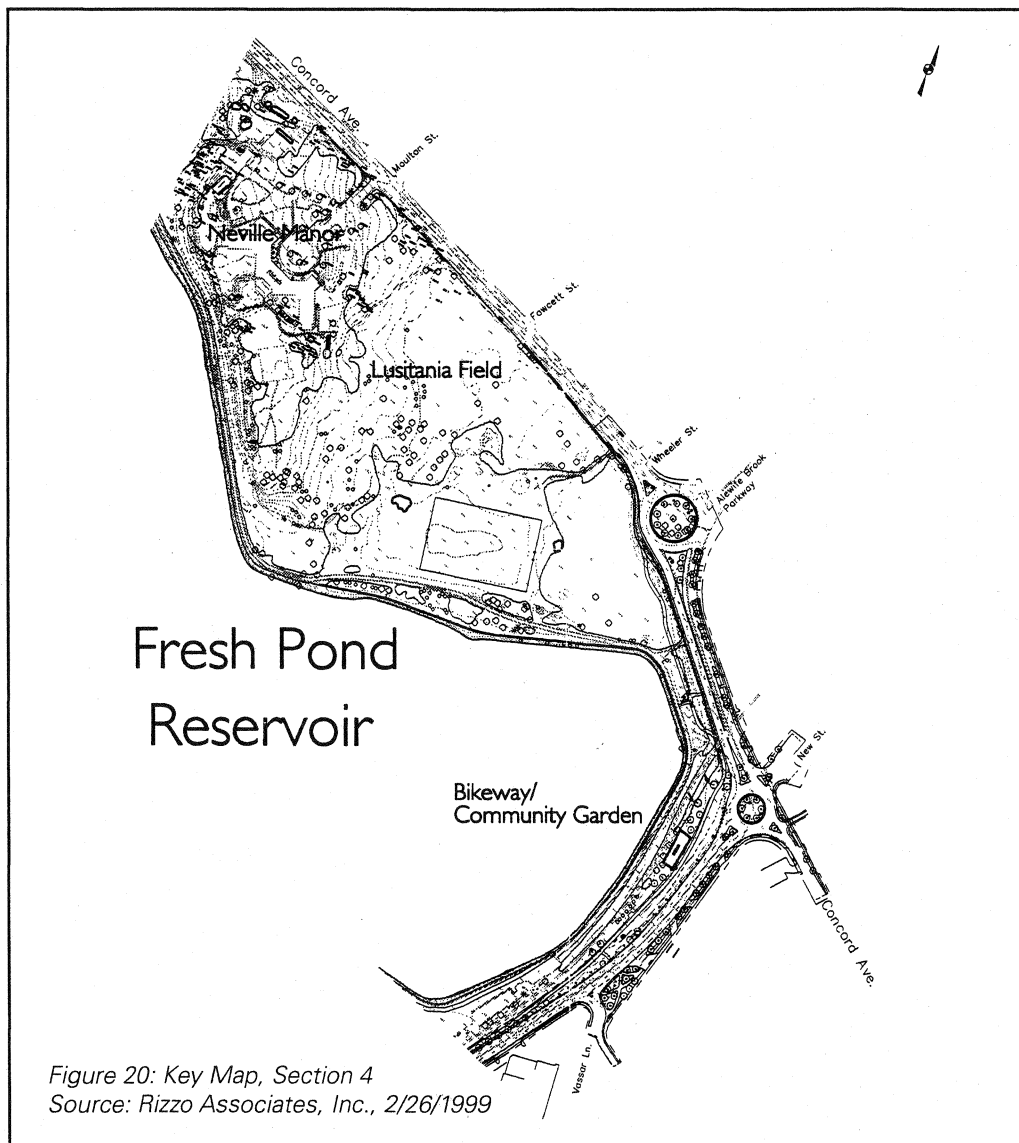 Concord Ave
Moulton St.
Neville Manor
Fawcett St.
Lusitania Field
Wheeler St.
Alewife Brook
Parkway
Fresh Pond
Reservoir
New St.
Bikeway/
Community Garden
Concord Ave.
Vassar Ln.
Figure 20: Key Map, Section 4
Source: Rizzo Associates, Inc., 2/26/1999